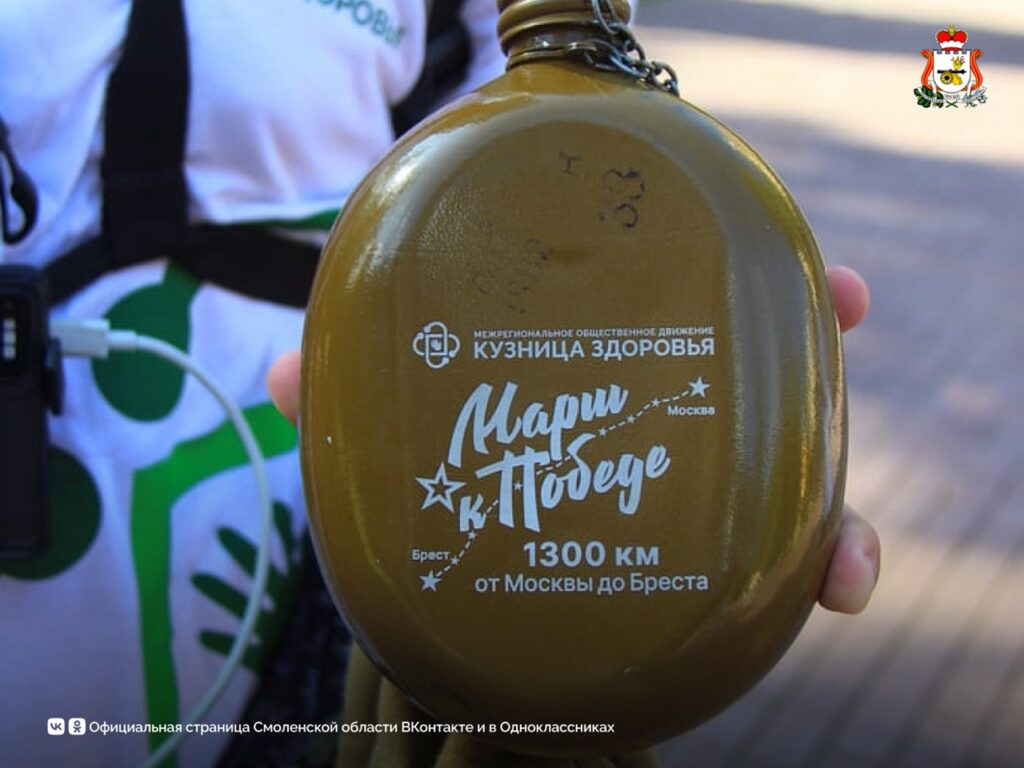 МЕЖРЕГИОНАЛЬНОЕ ОБЩЕСТВЕННОЕ ДВИЖЕНИЕ
КУЗНИЦА ЗДОРОВЬЯ
Марш
к Победе
Москва
Брест
1300 км
от Москвы до Бреста
Официальная страница Смоленской области ВКонтакте и в Одноклассниках